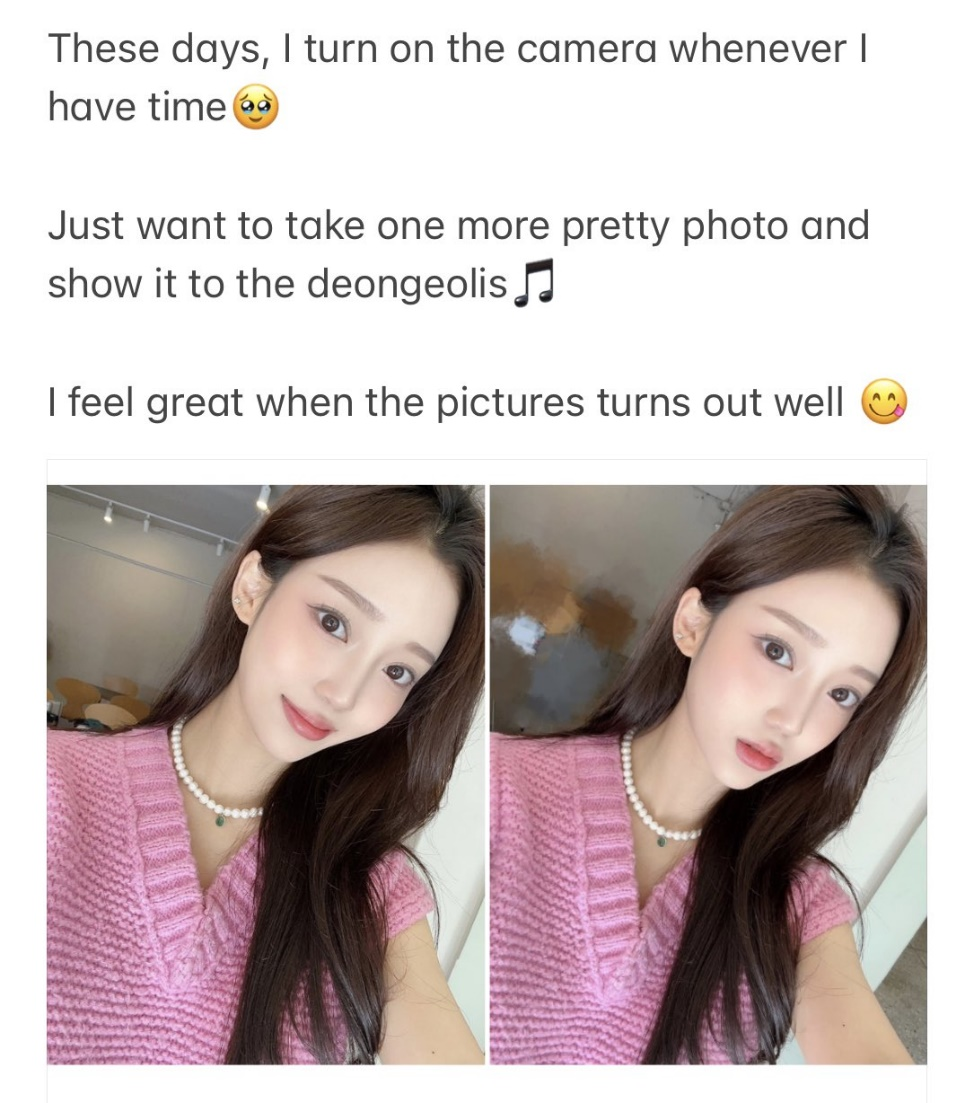 These days, I turn on the camera whenever I
have time🥹
Just want to take one more pretty photo and
show it to the deongeolis🎵
I feel great when the pictures turns out well 😋